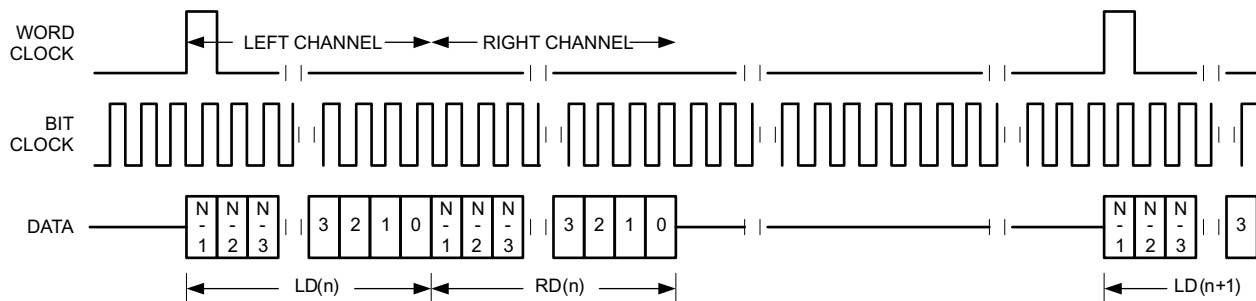 WORD
CLOCK
LEFT CHANNEL
RIGHT CHANNEL
BIT
CLOCK
DATA
N-1 N-2 N-3 3 2 1 0 N-1 N-2 N-3 3 2 1 0 N-1 N-2 N-3 3
LD(n)
RD(n)
LD(n+1)